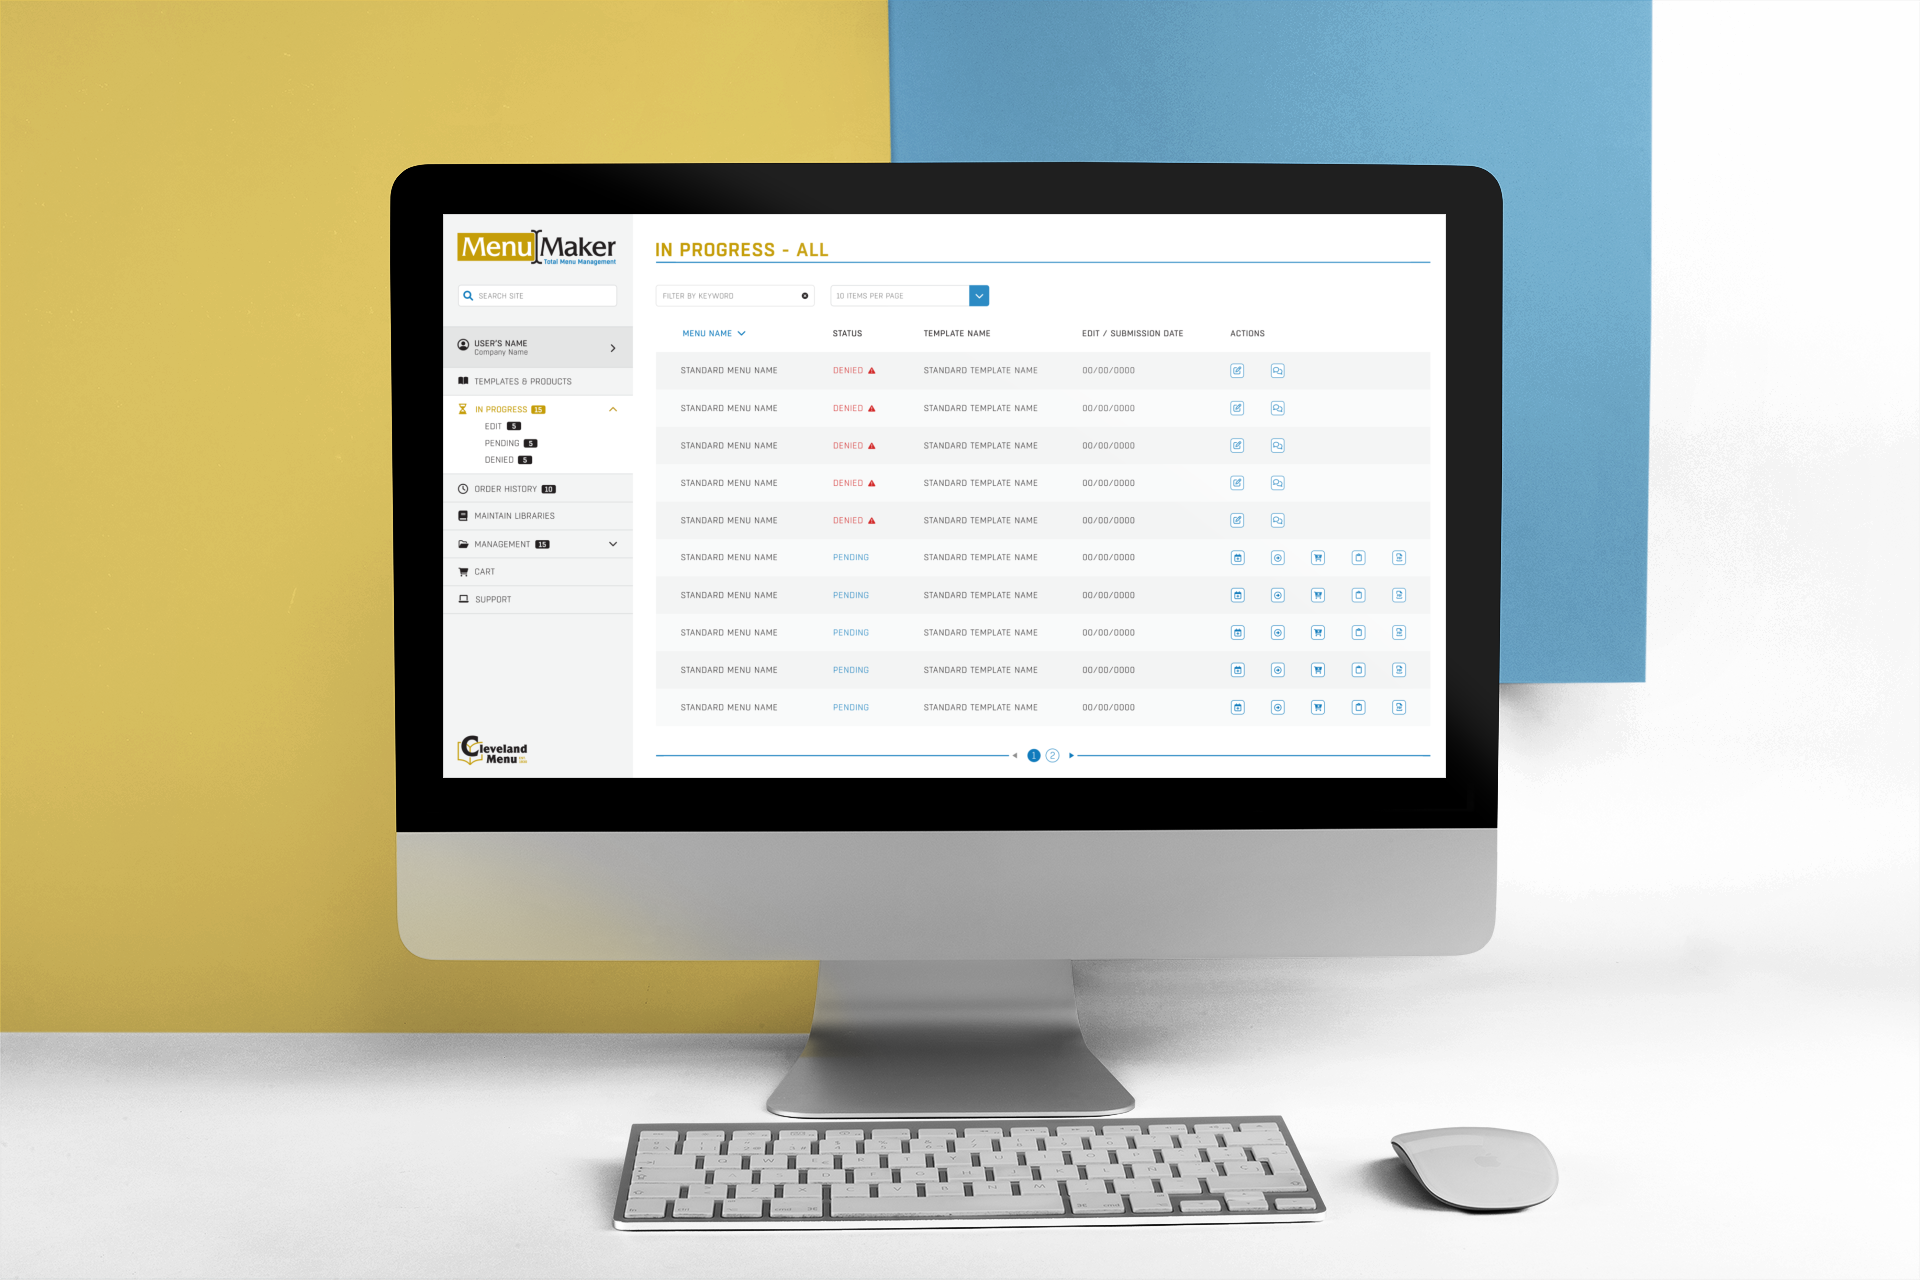 Menu Maker
Total Menu Management
SEARCH SITE
USER'S NAME
Company Name
TEMPLATES & PRODUCTS
IN PROGRESS 15
EDIT 5
PENDING 5
DENIED 5
ORDER HISTORY 10
MAINTAIN LIBRARIES
MANAGEMENT 15
CART
SUPPORT
Cleveland
Menu
IN PROGRESS - ALL
FILTER BY KEYWORD 10 ITEMS PER PAGE
MENU NAME STATUS TEMPLATE NAME EDIT / SUBMISSION DATE ACTIONS
STANDARD MENU NAME DENIED STANDARD TEMPLATE NAME 00/00/0000
STANDARD MENU NAME DENIED STANDARD TEMPLATE NAME 00/00/0000
STANDARD MENU NAME DENIED STANDARD TEMPLATE NAME 00/00/0000
STANDARD MENU NAME DENIED STANDARD TEMPLATE NAME 00/00/0000
STANDARD MENU NAME DENIED STANDARD TEMPLATE NAME 00/00/0000
STANDARD MENU NAME PENDING STANDARD TEMPLATE NAME 00/00/0000
STANDARD MENU NAME PENDING STANDARD TEMPLATE NAME 00/00/0000
STANDARD MENU NAME PENDING STANDARD TEMPLATE NAME 00/00/0000
STANDARD MENU NAME PENDING STANDARD TEMPLATE NAME 00/00/0000
STANDARD MENU NAME PENDING STANDARD TEMPLATE NAME 00/00/0000
1 2